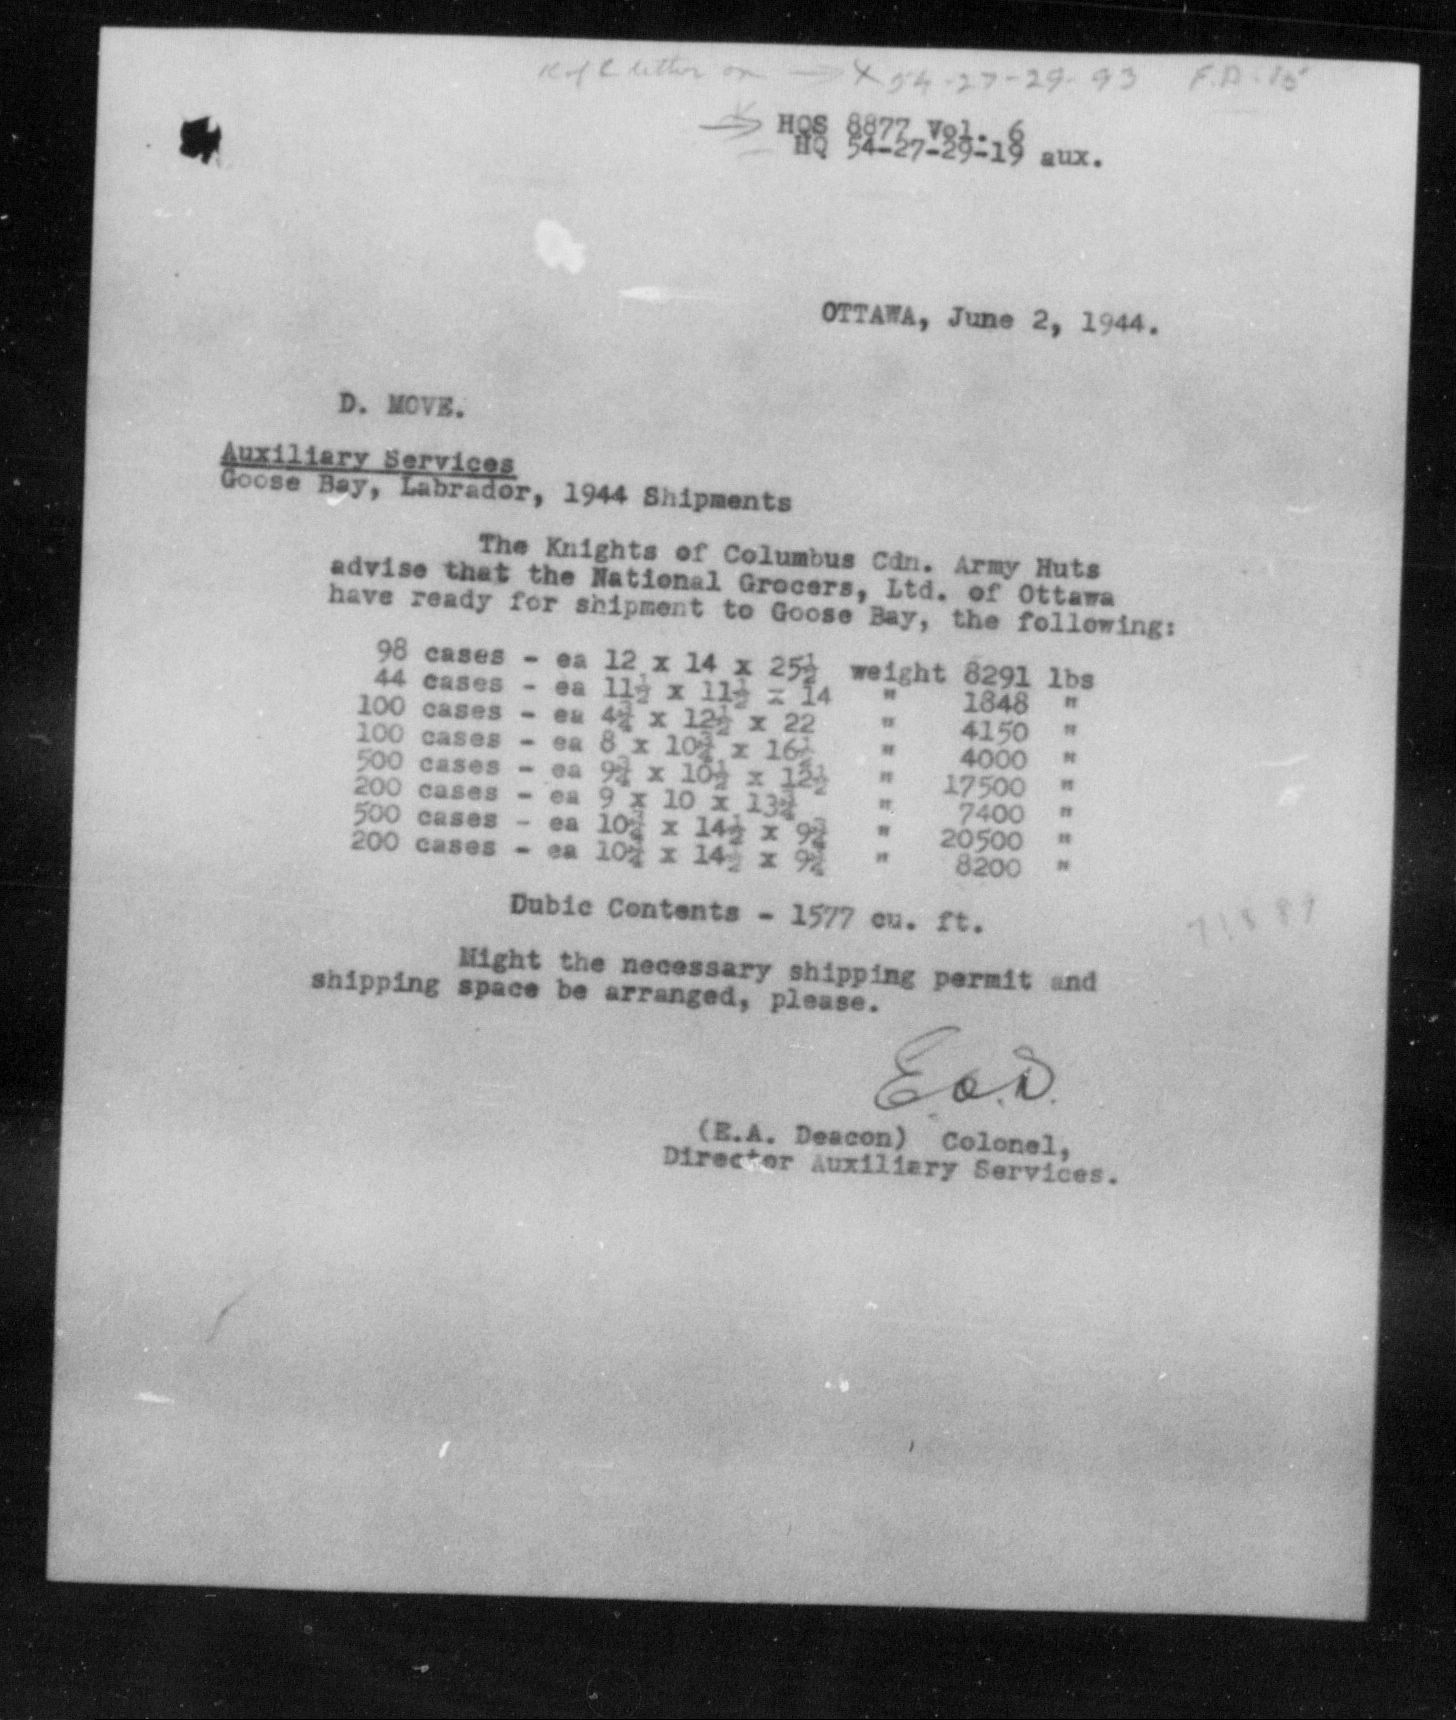 K of C letter on → X 54-27-29-93 F.D. 15
HQS 8877 Vol. 6
HQ 54-27-29-19 aux.
OTTAWA, June 2, 1944.
D. MOVE.
Auxiliary Services
Goose Bay, Labrador, 1944 Shipments
The Knights of Columbus Cdn. Army Huts
advise that the National Grocers, Ltd. of Ottawa
have ready for shipment to Goose Bay, the following:
98 cases - ea 12 x 14 x 25½ weight 8291 lbs
44 cases - ea 11½ x 11½ x 14 " 1848 "
100 cases - ea 4¾ x 12½ x 22 " 4150 "
100 cases - ea 8 x 10¾ x 16½ " 4000 "
500 cases - ea 9¾ x 10½ x 12½ " 17500 "
200 cases - ea 9 x 10 x 13¾ " 7400 "
500 cases - ea 10¾ x 14½ x 9¾ " 20500 "
200 cases - ea 10¾ x 14½ x 9¾ " 8200 "
Dubic Contents - 1577 cu. ft.
71889
Might the necessary shipping permit and
shipping space be arranged, please.
E.A.D.
(E.A. Deacon) Colonel,
Director Auxiliary Services.